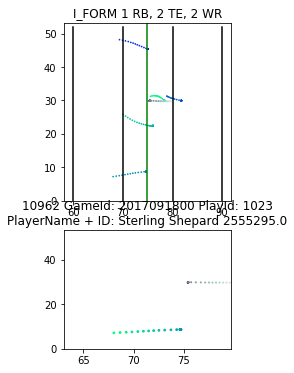 I_FORM 1 RB, 2 TE, 2 WR
50
40
30
20
10
0
60 70 80 90
10962 GameId: 2017091800 PlayId: 1023
PlayerName + ID: Sterling Shepard 2555295.0
40
20
0
65 70 75